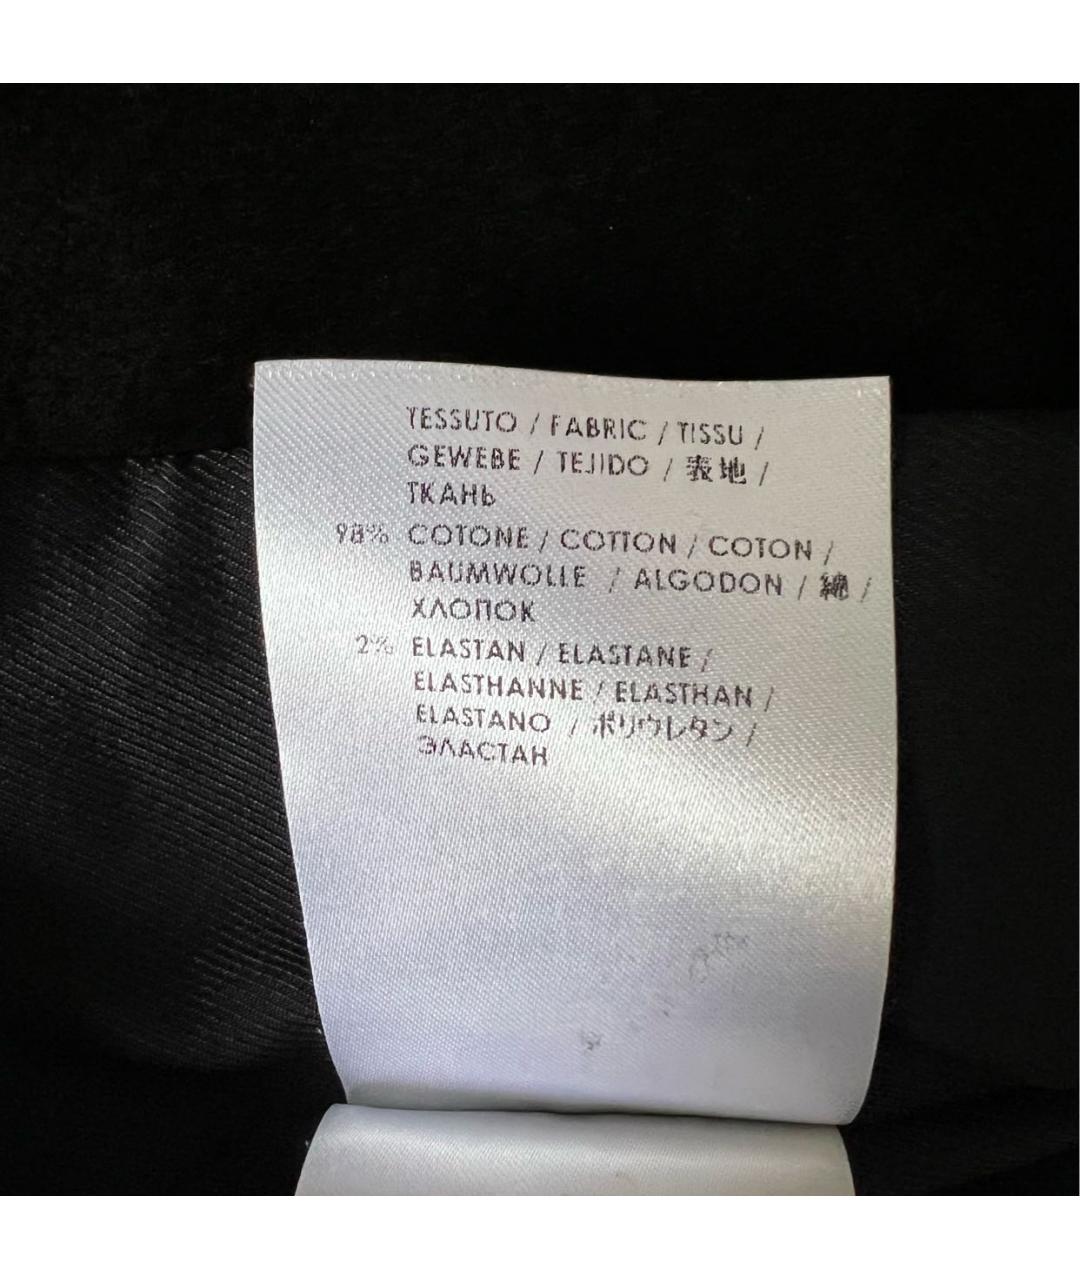 TESSUTO / FABRIC / TISSU /
GEWEBE / TEJIDO / 表地 /
ТКАНЬ
98% COTONE / COTTON / COTON /
BAUMWOLLE / ALGODON / 綿 /
ХЛОПОК
2% ELASTAN / ELASTANE /
ELASTHANNE / ELASTHAN /
ELASTANO / ポリウレタン /
ЭЛАСТАН